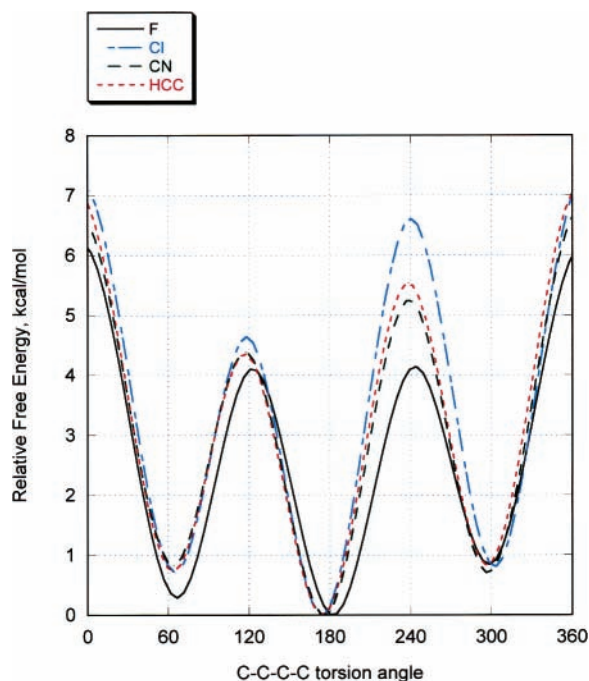 F
Cl
CN
HCC
8
7
6
5
4
3
2
1
0
Relative Free Energy, kcal/mol
0 60 120 180 240 300 360
C-C-C-C torsion angle